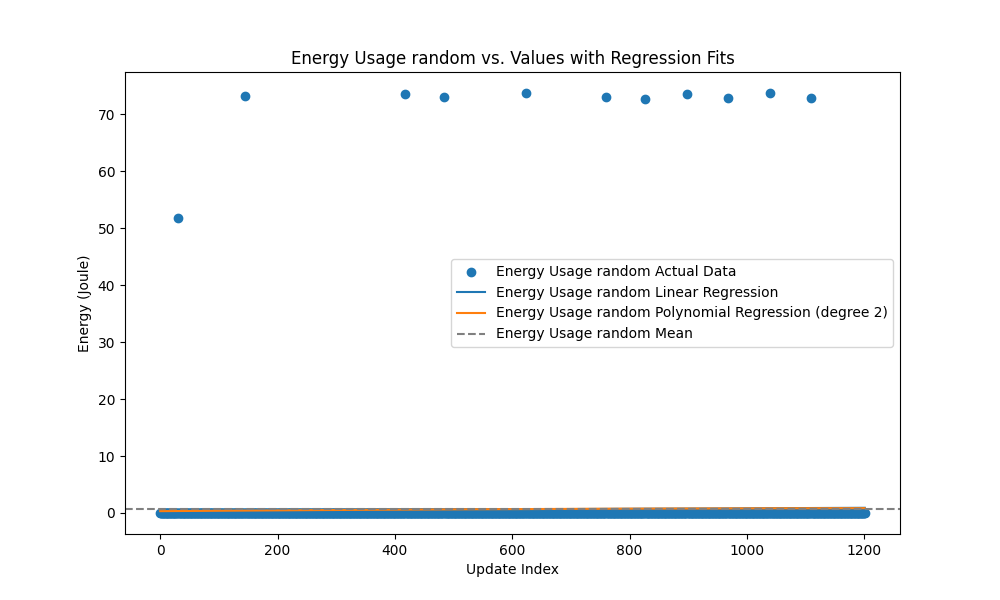 Energy Usage random vs. Values with Regression Fits
70
60
50
40
30
20
10
0
Energy (Joule)
Energy Usage random Actual Data
Energy Usage random Linear Regression
Energy Usage random Polynomial Regression (degree 2)
Energy Usage random Mean
0 200 400 600 800 1000 1200
Update Index